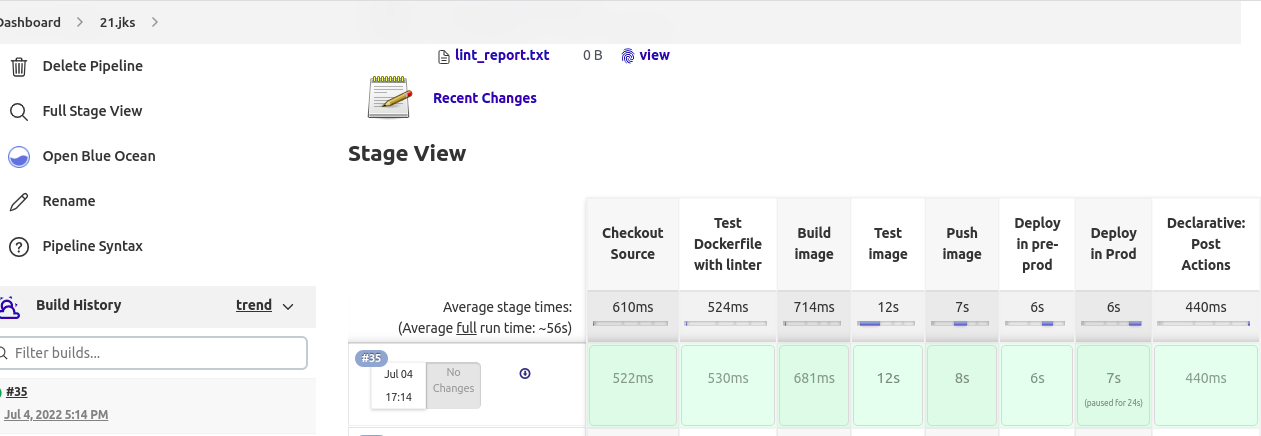 Dashboard > 21.jks >
Delete Pipeline
Full Stage View
Open Blue Ocean
Rename
Pipeline Syntax
Build History trend
Filter builds...
#35
Jul 4, 2022 5:14 PM
lint_report.txt 0 B view
Recent Changes
Stage View
Checkout
Source
Test
Dockerfile
with linter
Build
image
Test
image
Push
image
Deploy
in pre-
prod
Deploy
in Prod
Declarative:
Post
Actions
Average stage times:
(Average full run time: ~56s)
610ms 524ms 714ms 12s 7s 6s 6s 440ms
#35
Jul 04
17:14
No
Changes
522ms 530ms 681ms 12s 8s 6s 7s 440ms
(paused for 24s)